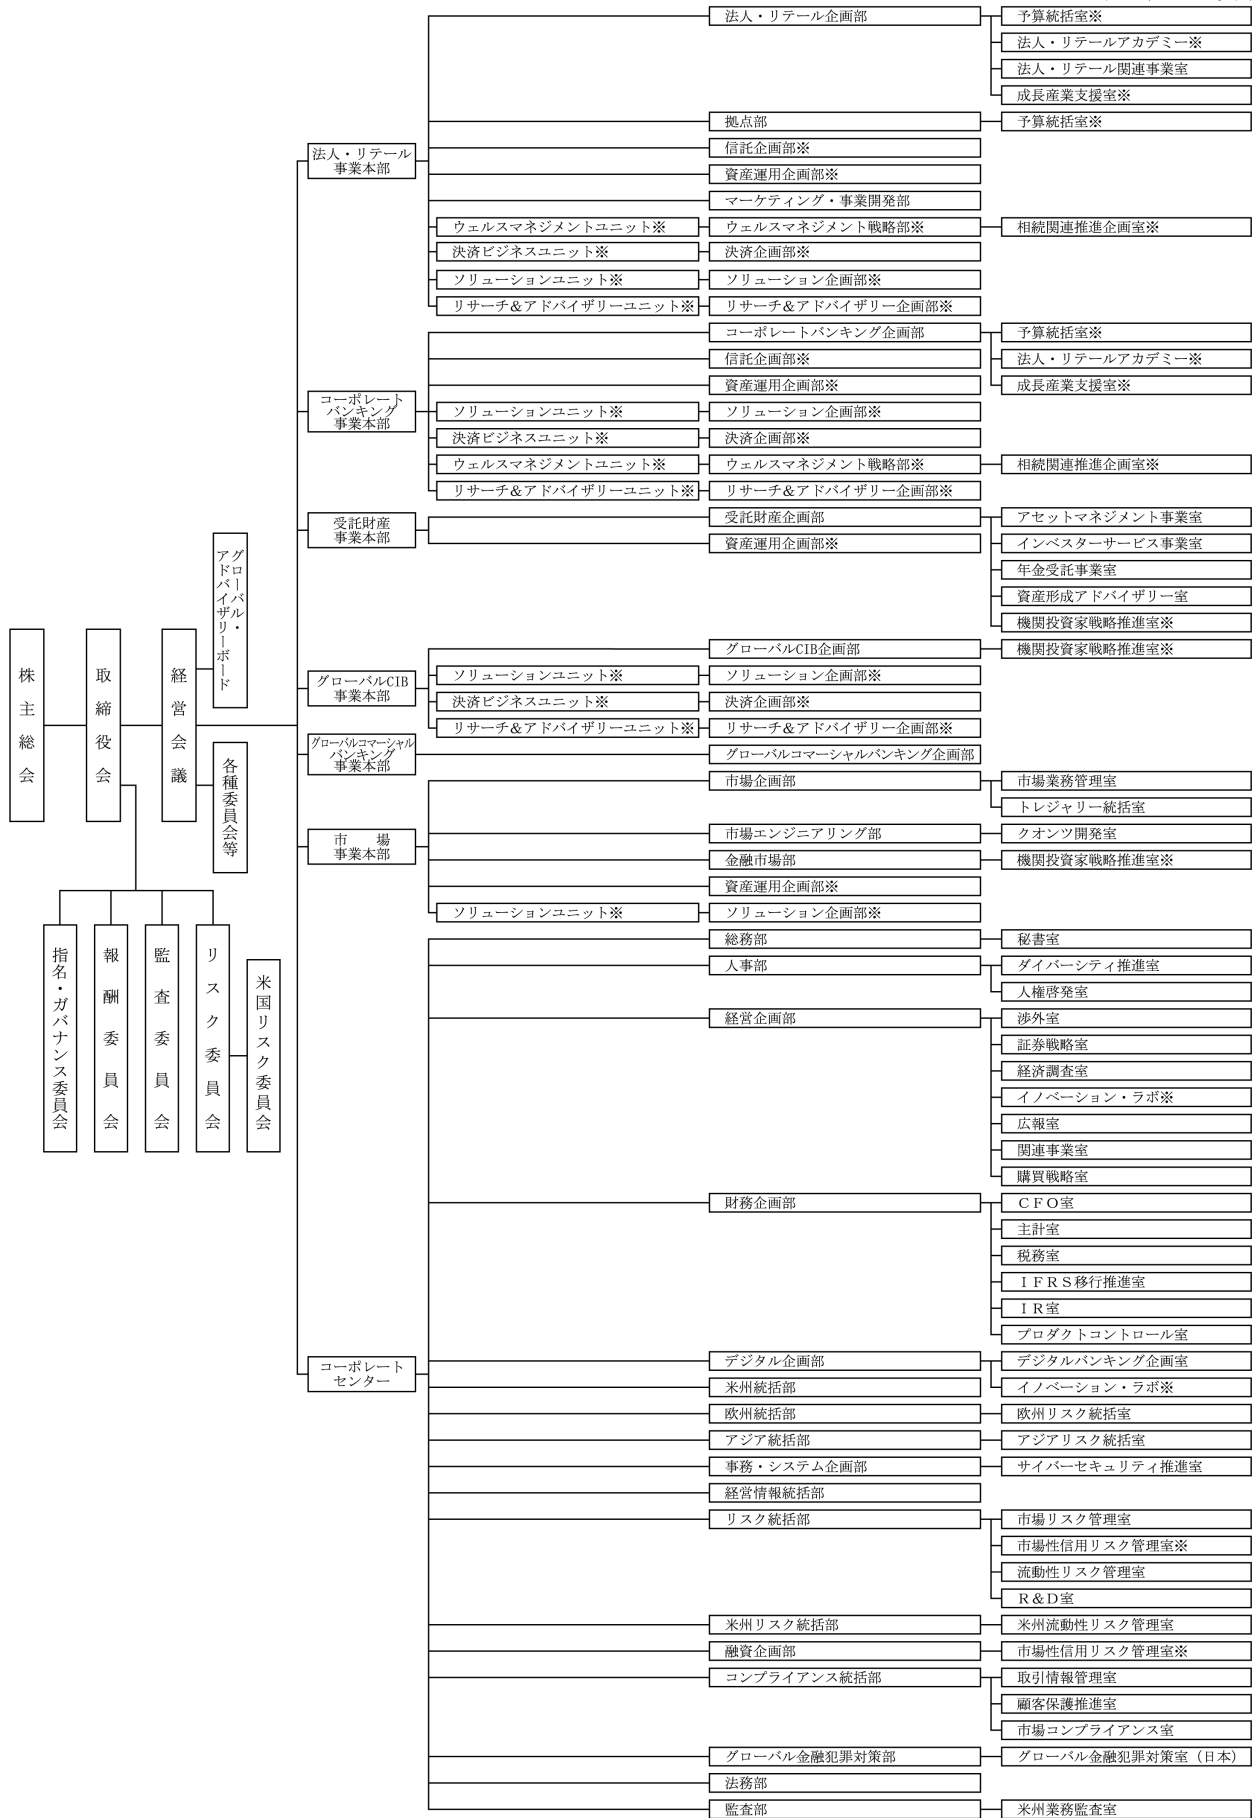 株主総会
取締役会
経営会議
グローバル・
アドバイザリーボード
各種委員会等
指名・ガバナンス委員会
報酬委員会
監査委員会
リスク委員会
米国リスク委員会
法人・リテール
事業本部
法人・リテール企画部
予算統括室※
法人・リテールアカデミー※
法人・リテール関連事業室
成長産業支援室※
拠点部
予算統括室※
信託企画部※
資産運用企画部※
マーケティング・事業開発部
ウェルスマネジメントユニット※
ウェルスマネジメント戦略部※
相続関連推進企画室※
決済ビジネスユニット※
決済企画部※
ソリューションユニット※
ソリューション企画部※
リサーチ&アドバイザリーユニット※
リサーチ&アドバイザリー企画部※
コーポレート
バンキング
事業本部
コーポレートバンキング企画部
予算統括室※
法人・リテールアカデミー※
成長産業支援室※
信託企画部※
資産運用企画部※
ソリューションユニット※
ソリューション企画部※
決済ビジネスユニット※
決済企画部※
ウェルスマネジメントユニット※
ウェルスマネジメント戦略部※
相続関連推進企画室※
リサーチ&アドバイザリーユニット※
リサーチ&アドバイザリー企画部※
受託財産
事業本部
受託財産企画部
アセットマネジメント事業室
インベスターサービス事業室
年金受託事業室
資産形成アドバイザリー室
機関投資家戦略推進室※
資産運用企画部※
グローバルCIB
事業本部
グローバルCIB企画部
機関投資家戦略推進室※
ソリューションユニット※
ソリューション企画部※
決済ビジネスユニット※
決済企画部※
リサーチ&アドバイザリーユニット※
リサーチ&アドバイザリー企画部※
グローバルコマーシャル
バンキング
事業本部
グローバルコマーシャルバンキング企画部
市　　場
事業本部
市場企画部
市場業務管理室
トレジャリー統括室
市場エンジニアリング部
クオンツ開発室
金融市場部
機関投資家戦略推進室※
資産運用企画部※
ソリューションユニット※
ソリューション企画部※
コーポレート
センター
総務部
秘書室
人事部
ダイバーシティ推進室
人権啓発室
経営企画部
渉外室
証券戦略室
経済調査室
イノベーション・ラボ※
広報室
関連事業室
購買戦略室
財務企画部
ＣＦＯ室
主計室
税務室
ＩＦＲＳ移行推進室
ＩＲ室
プロダクトコントロール室
デジタル企画部
デジタルバンキング企画室
イノベーション・ラボ※
米州統括部
欧州統括部
欧州リスク統括室
アジア統括部
アジアリスク統括室
事務・システム企画部
サイバーセキュリティ推進室
経営情報統括部
リスク統括部
市場リスク管理室
市場性信用リスク管理室※
流動性リスク管理室
Ｒ＆Ｄ室
米州リスク統括部
米州流動性リスク管理室
融資企画部
市場性信用リスク管理室※
コンプライアンス統括部
取引情報管理室
顧客保護推進室
市場コンプライアンス室
グローバル金融犯罪対策部
グローバル金融犯罪対策室（日本）
法務部
監査部
米州業務監査室